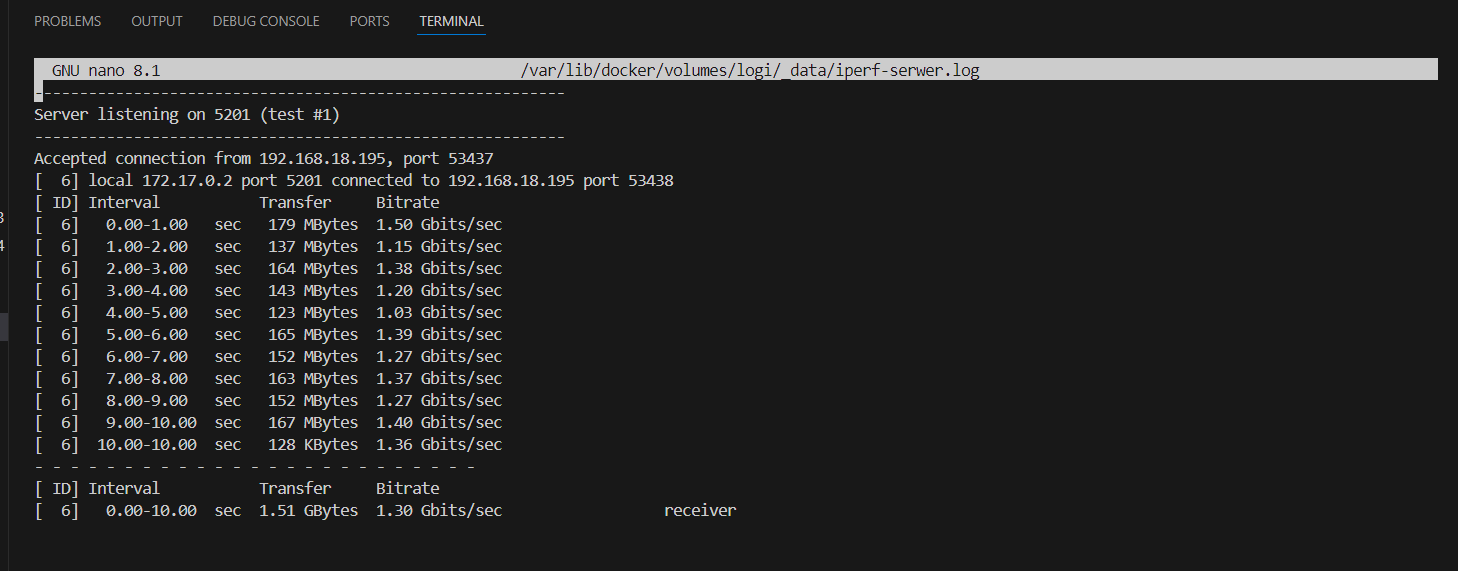 PROBLEMS OUTPUT DEBUG CONSOLE PORTS TERMINAL
GNU nano 8.1 /var/lib/docker/volumes/logi/_data/iperf-serwer.log
-----------------------------------------------------------
Server listening on 5201 (test #1)
-----------------------------------------------------------
Accepted connection from 192.168.18.195, port 53437
[  6] local 172.17.0.2 port 5201 connected to 192.168.18.195 port 53438
[ ID] Interval           Transfer     Bitrate
[  6]   0.00-1.00   sec   179 MBytes  1.50 Gbits/sec
[  6]   1.00-2.00   sec   137 MBytes  1.15 Gbits/sec
[  6]   2.00-3.00   sec   164 MBytes  1.38 Gbits/sec
[  6]   3.00-4.00   sec   143 MBytes  1.20 Gbits/sec
[  6]   4.00-5.00   sec   123 MBytes  1.03 Gbits/sec
[  6]   5.00-6.00   sec   165 MBytes  1.39 Gbits/sec
[  6]   6.00-7.00   sec   152 MBytes  1.27 Gbits/sec
[  6]   7.00-8.00   sec   163 MBytes  1.37 Gbits/sec
[  6]   8.00-9.00   sec   152 MBytes  1.27 Gbits/sec
[  6]   9.00-10.00  sec   167 MBytes  1.40 Gbits/sec
[  6]  10.00-10.00  sec   128 KBytes  1.36 Gbits/sec
- - - - - - - - - - - - - - - - - - - - - - - - -
[ ID] Interval           Transfer     Bitrate
[  6]   0.00-10.00  sec  1.51 GBytes  1.30 Gbits/sec                  receiver